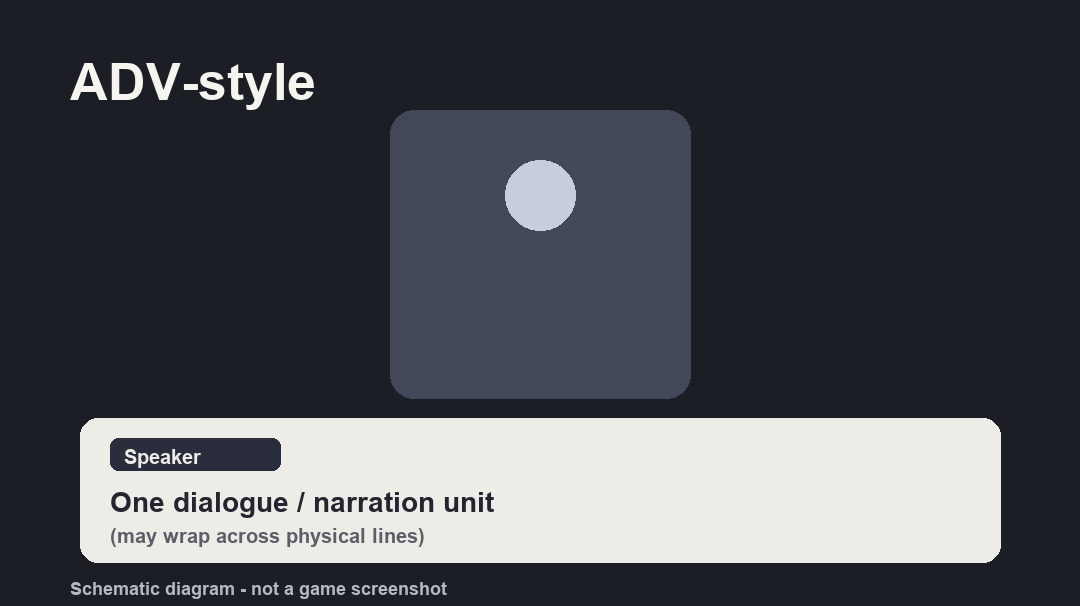 ADV-style
Speaker
One dialogue / narration unit
(may wrap across physical lines)
Schematic diagram - not a game screenshot